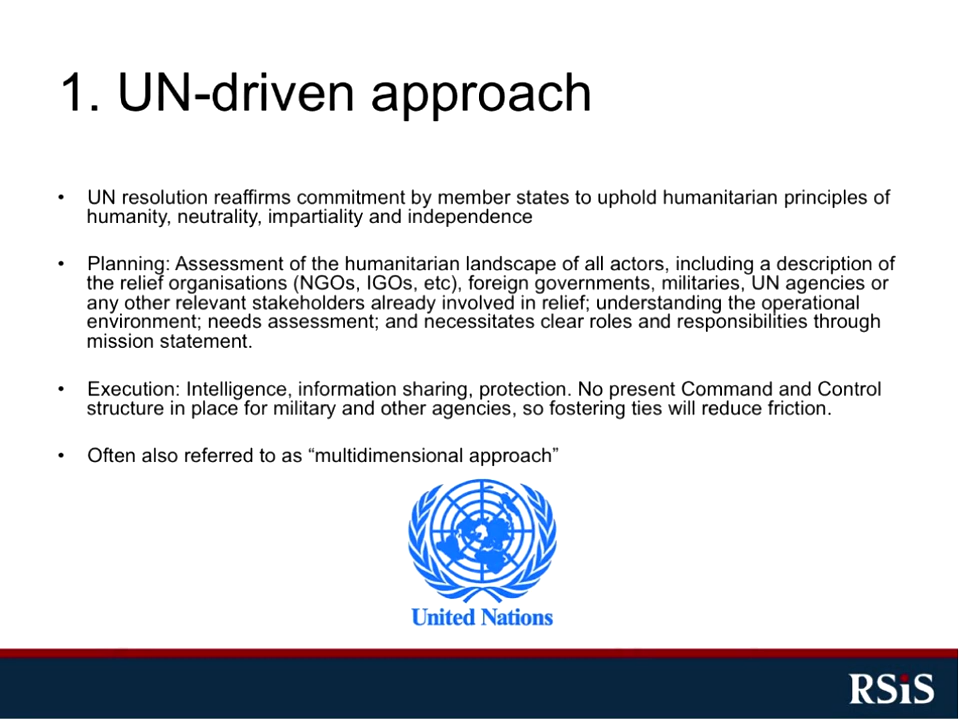 1. UN-driven approach
• UN resolution reaffirms commitment by member states to uphold humanitarian principles of
humanity, neutrality, impartiality and independence
• Planning: Assessment of the humanitarian landscape of all actors, including a description of
the relief organisations (NGOs, IGOs, etc), foreign governments, militaries, UN agencies or
any other relevant stakeholders already involved in relief; understanding the operational
environment; needs assessment; and necessitates clear roles and responsibilities through
mission statement.
• Execution: Intelligence, information sharing, protection. No present Command and Control
structure in place for military and other agencies, so fostering ties will reduce friction.
• Often also referred to as “multidimensional approach”
United Nations
RSiS